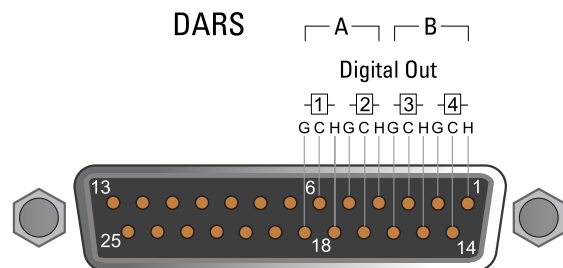 DARS A B
Digital Out
1 2 3 4
G C H G C H G C H G C H
13 6 1
25 18 14